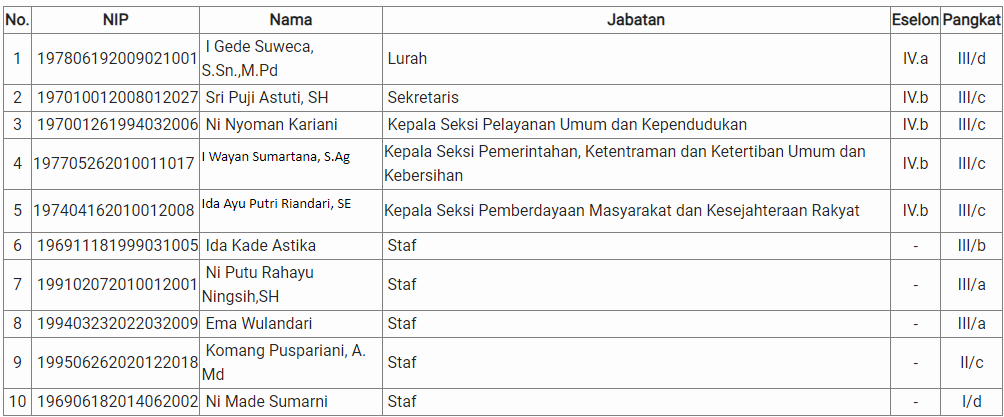 No. NIP Nama Jabatan Eselon Pangkat
1 197806192009021001 I Gede Suweca, S.Sn.,M.Pd Lurah IV.a III/d
2 197010012008012027 Sri Puji Astuti, SH Sekretaris IV.b III/c
3 197001261994032006 Ni Nyoman Kariani Kepala Seksi Pelayanan Umum dan Kependudukan IV.b III/c
4 197705262010011017 I Wayan Sumartana, S.Ag Kepala Seksi Pemerintahan, Ketentraman dan Ketertiban Umum dan Kebersihan IV.b III/c
5 197404162010012008 Ida Ayu Putri Riandari, SE Kepala Seksi Pemberdayaan Masyarakat dan Kesejahteraan Rakyat IV.b III/c
6 196911181999031005 Ida Kade Astika Staf - III/b
7 199102072010012001 Ni Putu Rahayu Ningsih,SH Staf - III/a
8 199403232022032009 Ema Wulandari Staf - III/a
9 199506262020122018 Komang Puspariani, A. Md Staf - II/c
10 196906182014062002 Ni Made Sumarni Staf - I/d